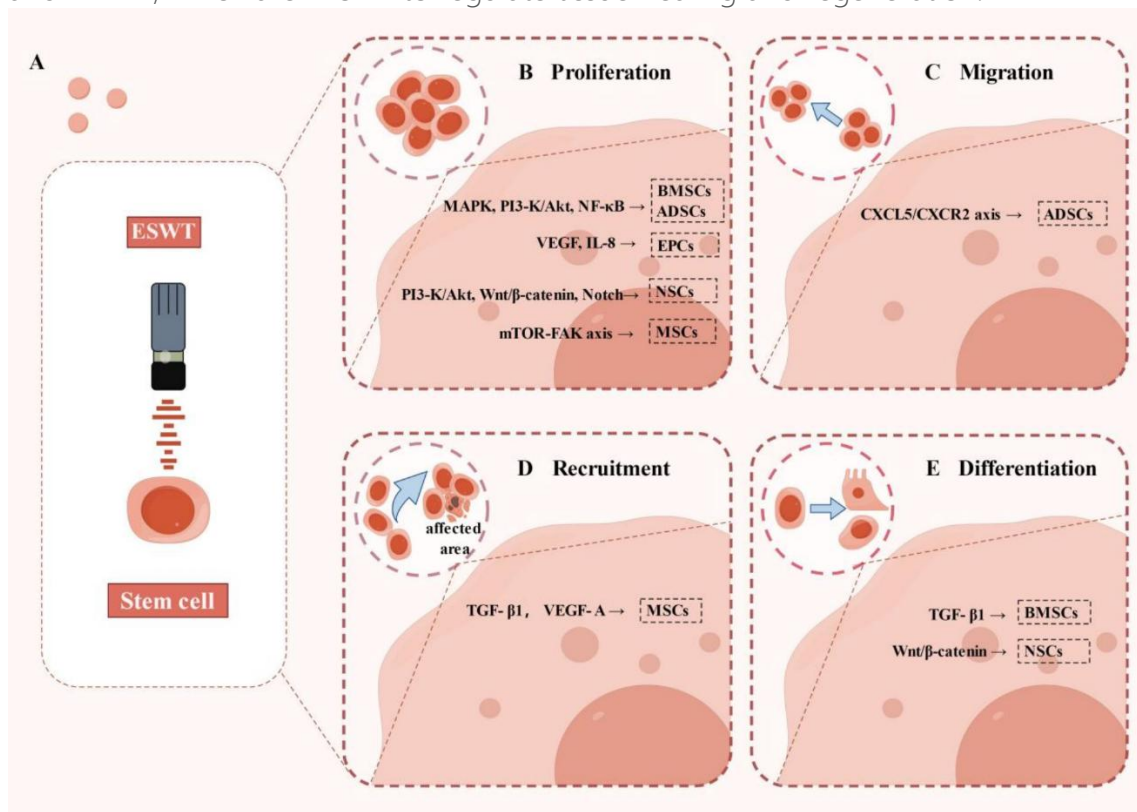 A
ESWT
Stem cell
B Proliferation
MAPK, PI3-K/Akt, NF-κB → BMSCs
ADSCs
VEGF, IL-8 → EPCs
PI3-K/Akt, Wnt/β-catenin, Notch→ NSCs
mTOR-FAK axis → MSCs
C Migration
CXCL5/CXCR2 axis → ADSCs
D Recruitment
affected
area
TGF- β1, VEGF- A → MSCs
E Differentiation
TGF- β1 → BMSCs
Wnt/β-catenin → NSCs